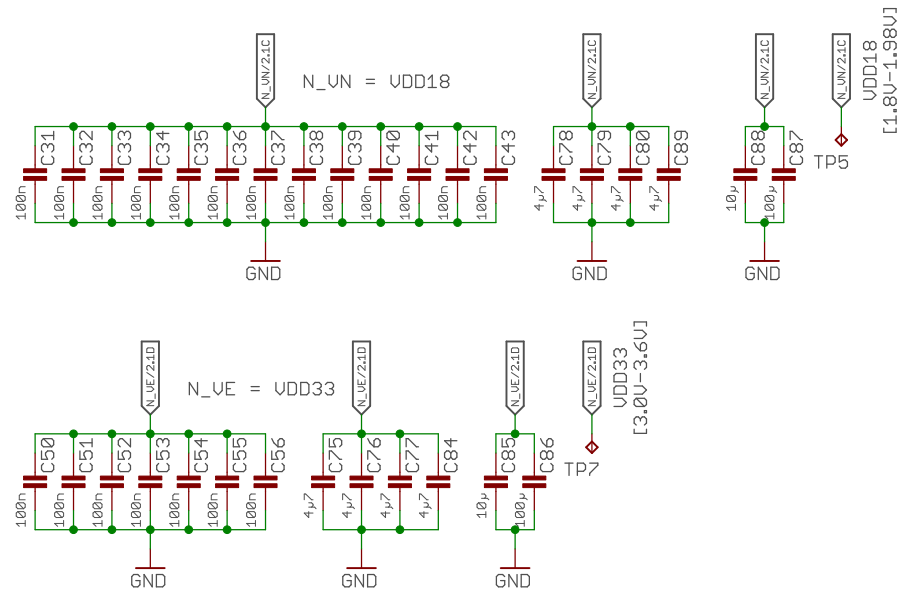 N_VN/2.1C
N_VN/2.1C
N_VN/2.1C
N_VN/2.1C
N_VN = VDD18
VDD18
[1.8V-1.98V]
C31 C32 C33 C34 C35 C36 C37 C38 C39 C40 C41 C42 C43
C78 C79 C80 C89
C88 C87
TP5
100n 100n 100n 100n 100n 100n 100n 100n 100n 100n 100n 100n 100n
4µ7 4µ7 4µ7 4µ7
10µ 100µ
GND
GND
GND
N_VE/2.1D
N_VE/2.1D
N_VE/2.1D
N_VE/2.1D
N_VE = VDD33
VDD33
[3.0V-3.6V]
C50 C51 C52 C53 C54 C55 C56
C75 C76 C77 C84
C85 C86
TP7
100n 100n 100n 100n 100n 100n 100n
4µ7 4µ7 4µ7 4µ7
10µ 100µ
GND
GND
GND